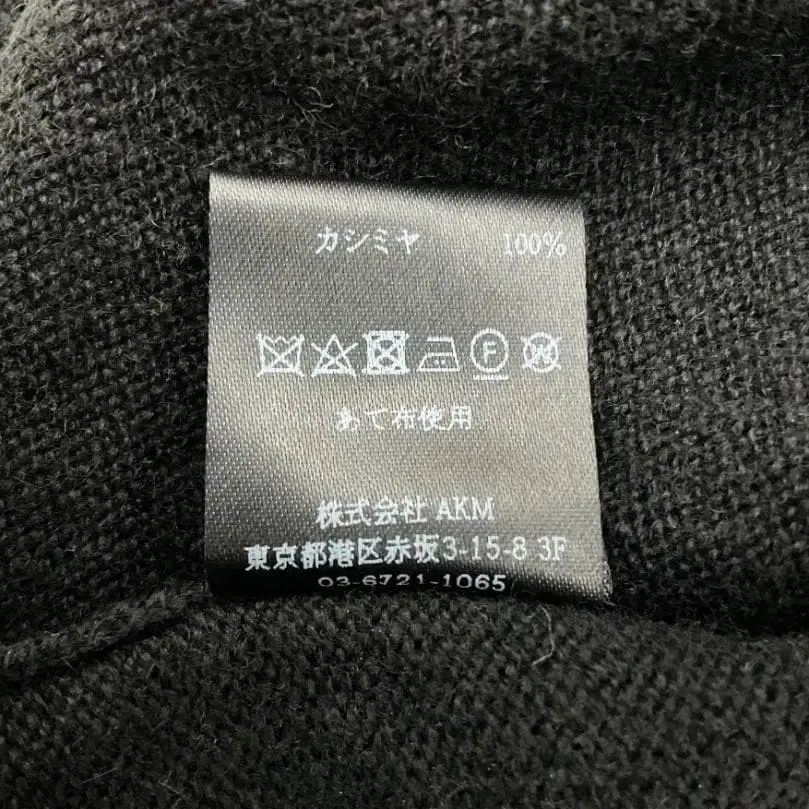 カシミヤ 100%
F W
あて布使用
株式会社 AKM
東京都港区赤坂3-15-8 3F
03-6721-1065